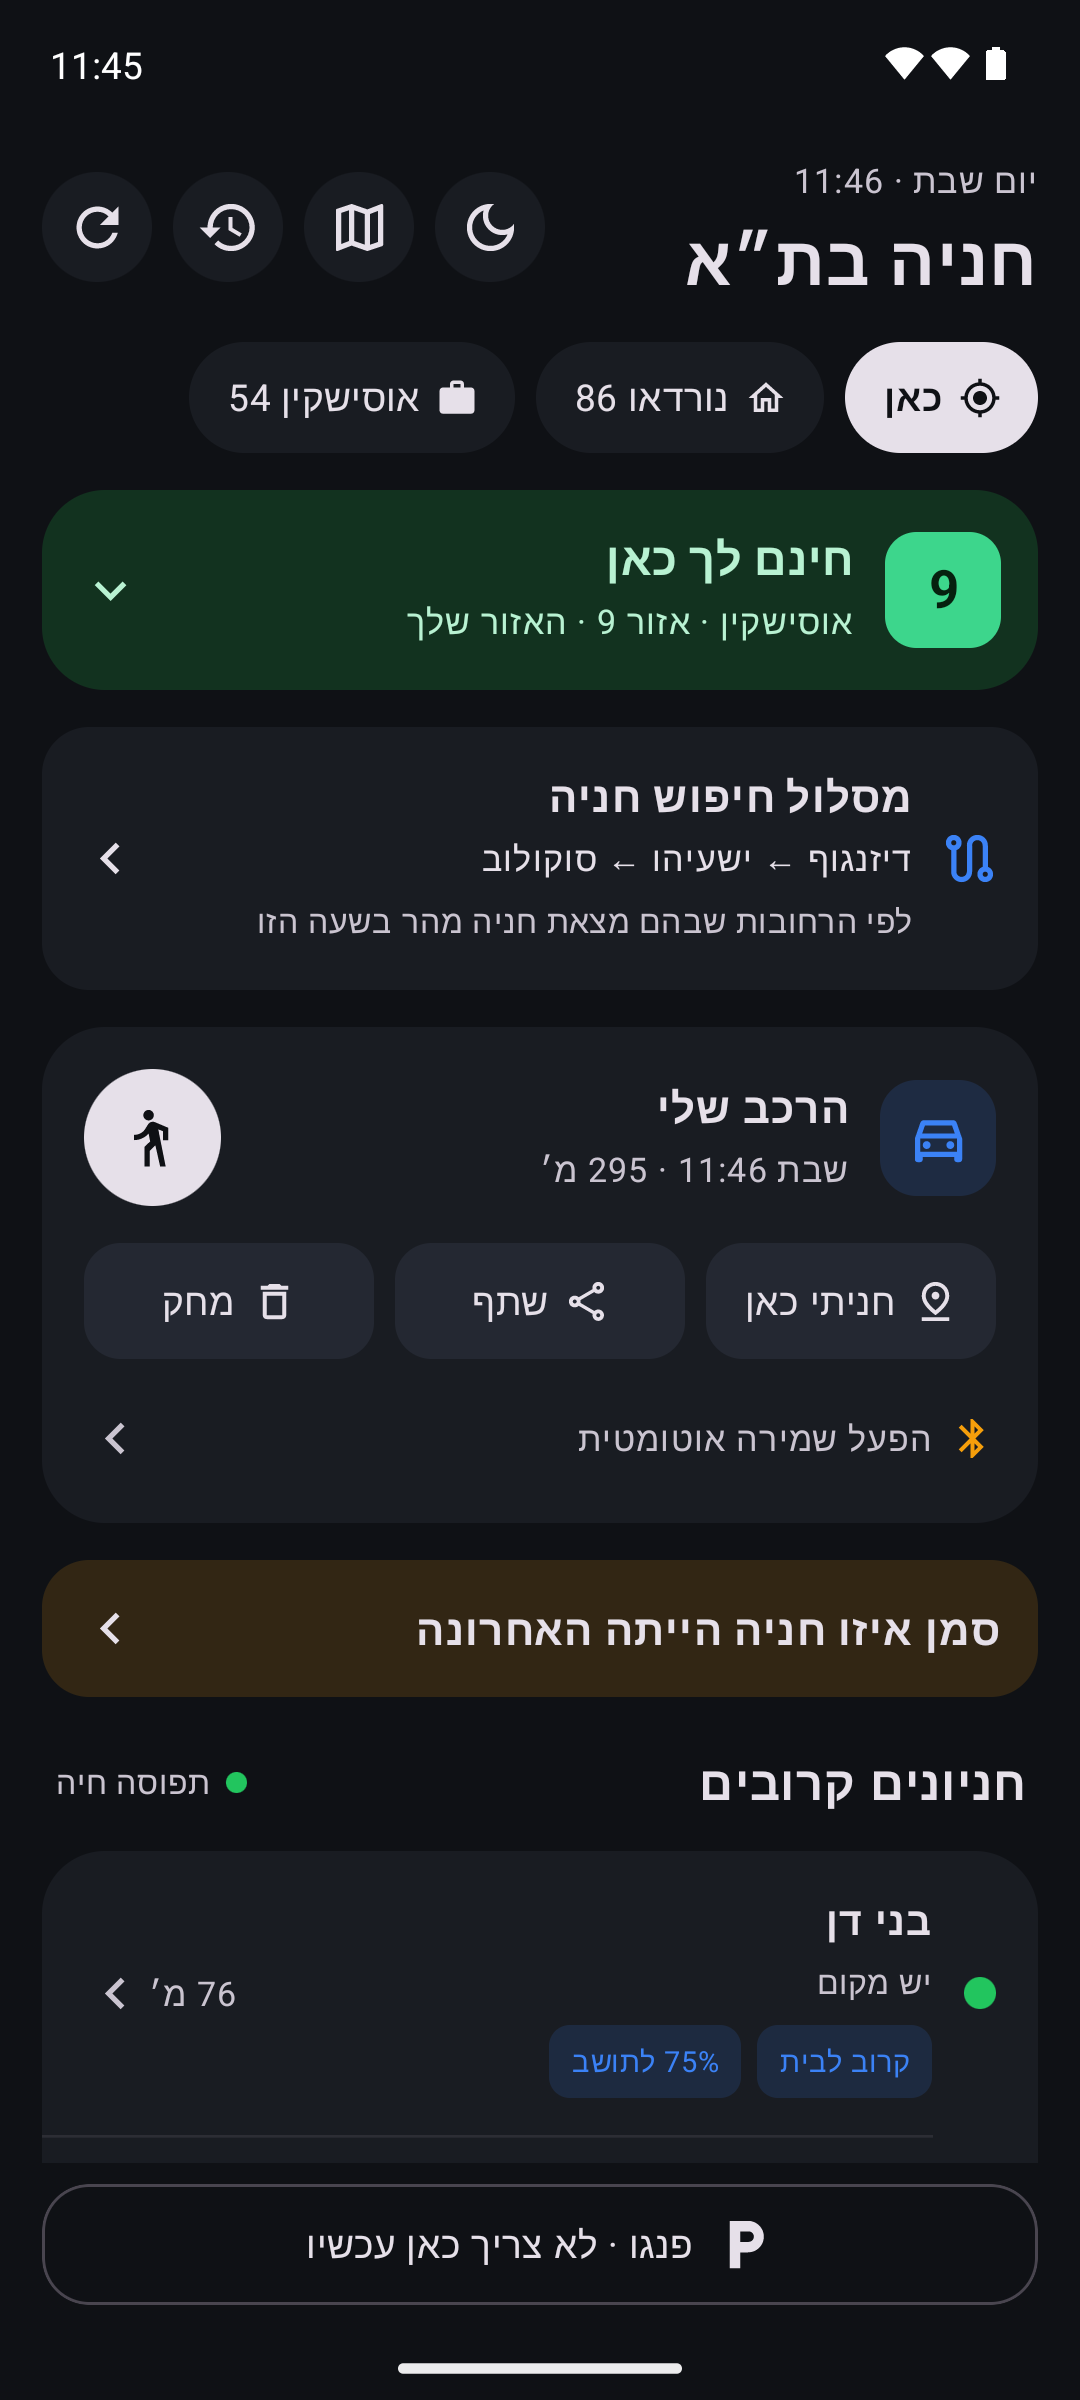 11:45
יום שבת · 11:46
חניה בת״א
כאן
נורדאו 86
אוסישקין 54
9
חינם לך כאן
אוסישקין · אזור 9 · האזור שלך
מסלול חיפוש חניה
דיזנגוף ← ישעיהו ← סוקולוב
לפי הרחובות שבהם מצאת חניה מהר בשעה הזו
הרכב שלי
שבת 11:46 · 295 מ׳
חניתי כאן
שתף
מחק
הפעל שמירה אוטומטית
סמן איזו חניה הייתה האחרונה
חניונים קרובים
תפוסה חיה
בני דן
יש מקום
76 מ׳
קרוב לבית
75% לתושב
פנגו · לא צריך כאן עכשיו